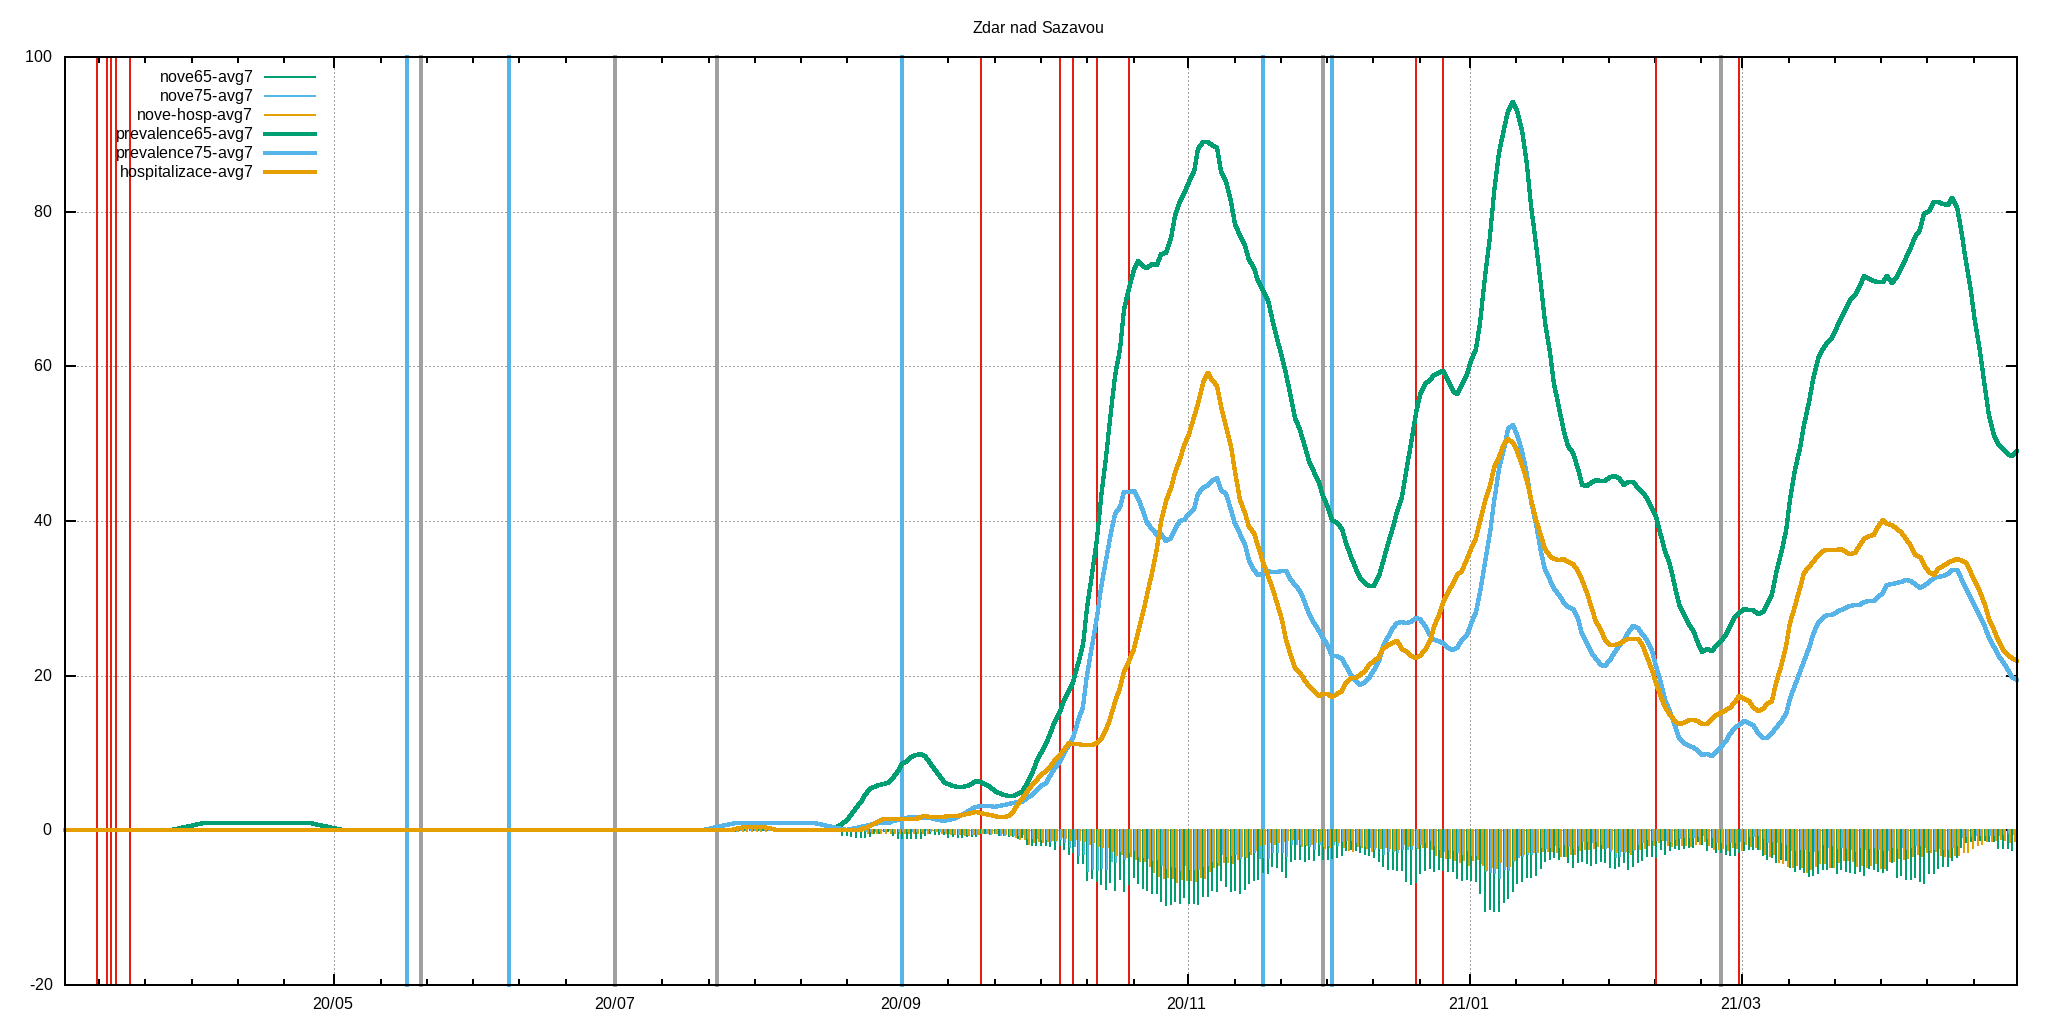 Zdar nad Sazavou
100
80
60
40
20
0
-20
nove65-avg7
nove75-avg7
nove-hosp-avg7
prevalence65-avg7
prevalence75-avg7
hospitalizace-avg7
20/05
20/07
20/09
20/11
21/01
21/03